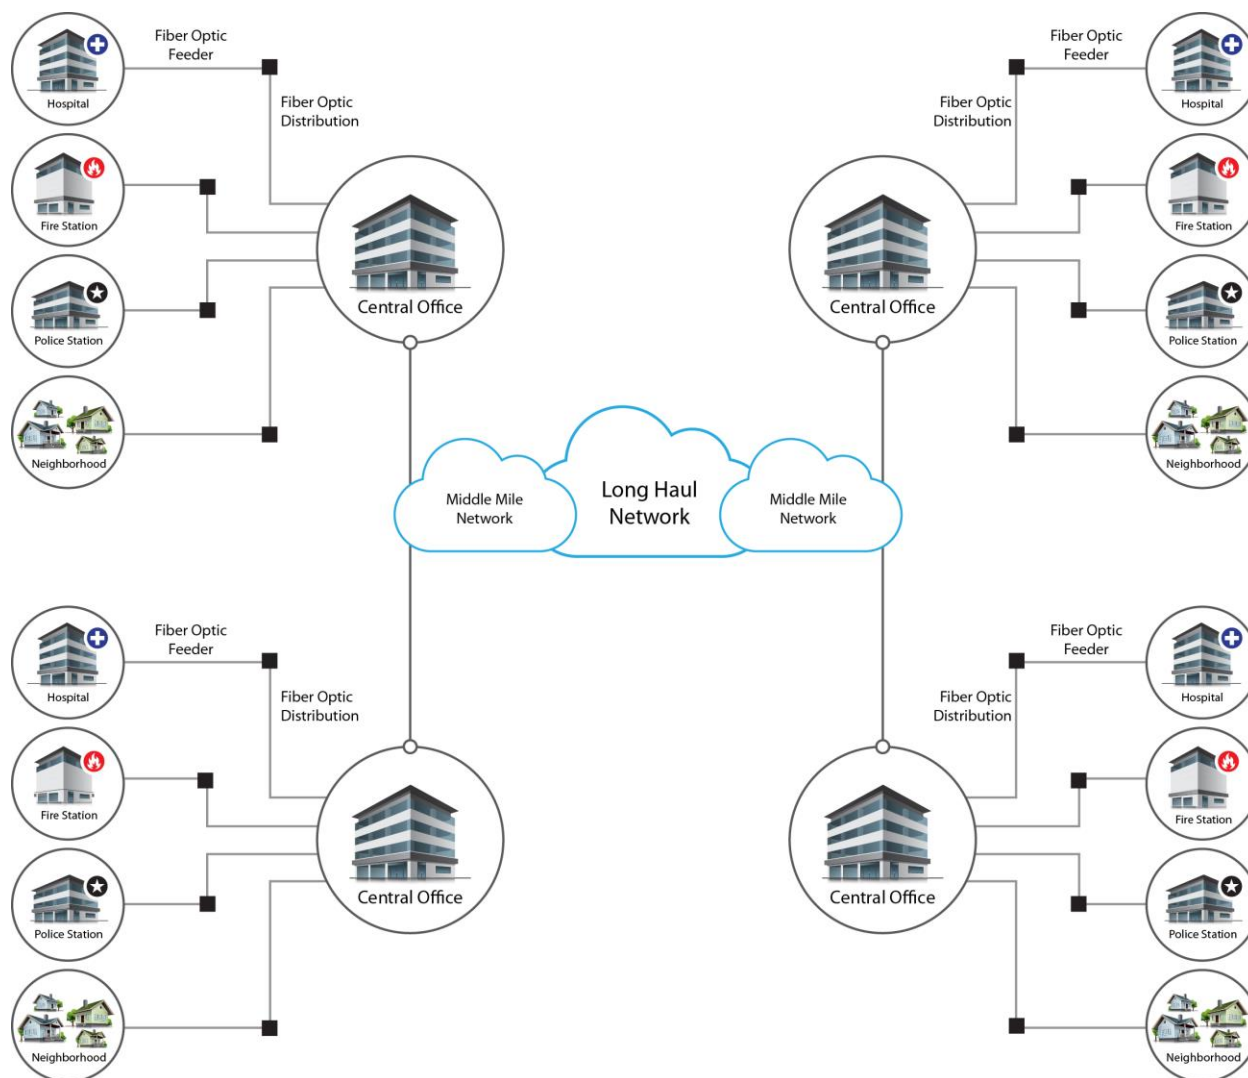 Fiber Optic
Feeder
Hospital
Fiber Optic
Distribution
Fire Station
Police Station
Neighborhood
Central Office
Fiber Optic
Feeder
Hospital
Fiber Optic
Distribution
Fire Station
Police Station
Neighborhood
Central Office
Middle Mile
Network
Long Haul
Network
Middle Mile
Network
Fiber Optic
Feeder
Hospital
Fiber Optic
Distribution
Fire Station
Police Station
Neighborhood
Central Office
Fiber Optic
Feeder
Hospital
Fiber Optic
Distribution
Fire Station
Police Station
Neighborhood
Central Office